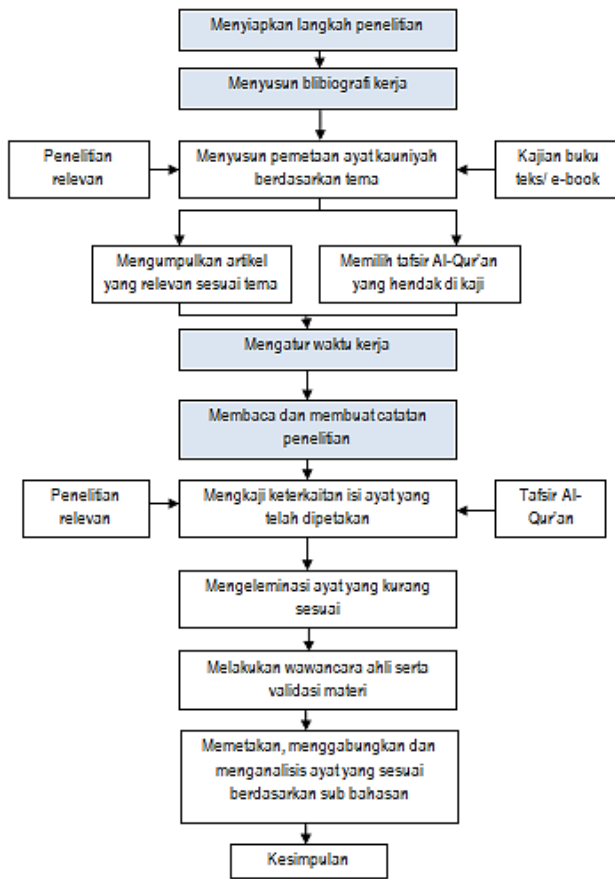 Menyiapkan langkah penelitian
Menyusun blibiografi kerja
Penelitian
relevan
Menyusun pemetaan ayat kauniyah
berdasarkan tema
Kajian buku
teks/ e-book
Mengumpulkan artikel
yang relevan sesuai tema
Memilih tafsir Al-Qur'an
yang hendak di kaji
Mengatur waktu kerja
Membaca dan membuat catatan
penelitian
Penelitian
relevan
Mengkaji keterkaitan isi ayat yang
telah dipetakan
Tafsir Al-
Qur'an
Mengeleminasi ayat yang kurang
sesuai
Melakukan wawancara ahli serta
validasi materi
Memetakan, menggabungkan dan
menganalisis ayat yang sesuai
berdasarkan sub bahasan
Kesimpulan